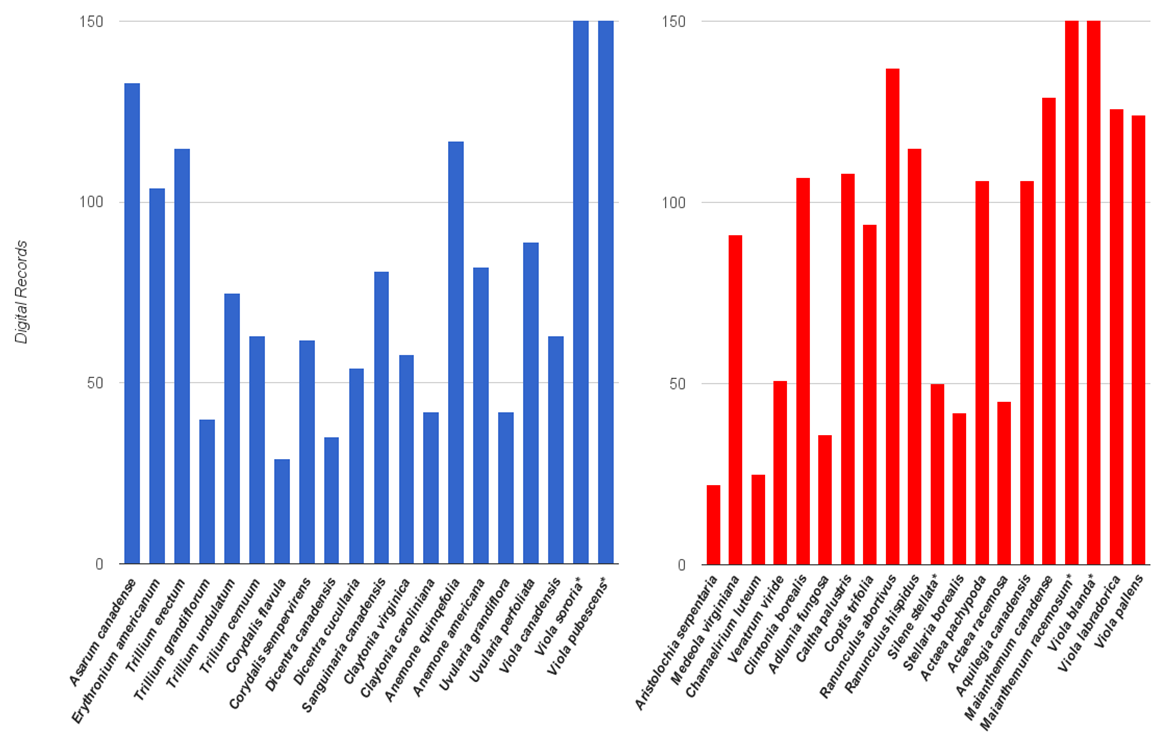 150
100
50
0
Digital Records
Asarum canadense
Erythronium americanum
Trillium erectum
Trillium grandiflorum
Trillium undulatum
Trillium cernuum
Corydalis flavula
Corydalis sempervirens
Dicentra canadensis
Dicentra cucullaria
Sanguinaria canadensis
Claytonia virginica
Claytonia caroliniana
Anemone quinqefolia
Anemone americana
Uvularia grandiflora
Uvularia perfoliata
Viola canadensis
Viola sororia*
Viola pubescens*
150
100
50
0
Aristolochia serpentaria
Medeola virginiana
Chamaelirium luteum
Veratrum viride
Clintonia borealis
Adlumia fungosa
Caltha palustris
Coptis trifolia
Ranunculus abortivus
Ranunculus hispidus
Silene stellata*
Stellaria borealis
Actaea pachypoda
Actaea racemosa
Aquilegia canadensis
Maianthemum canadense
Maianthemum racemosum*
Viola blanda*
Viola labradorica
Viola pallens